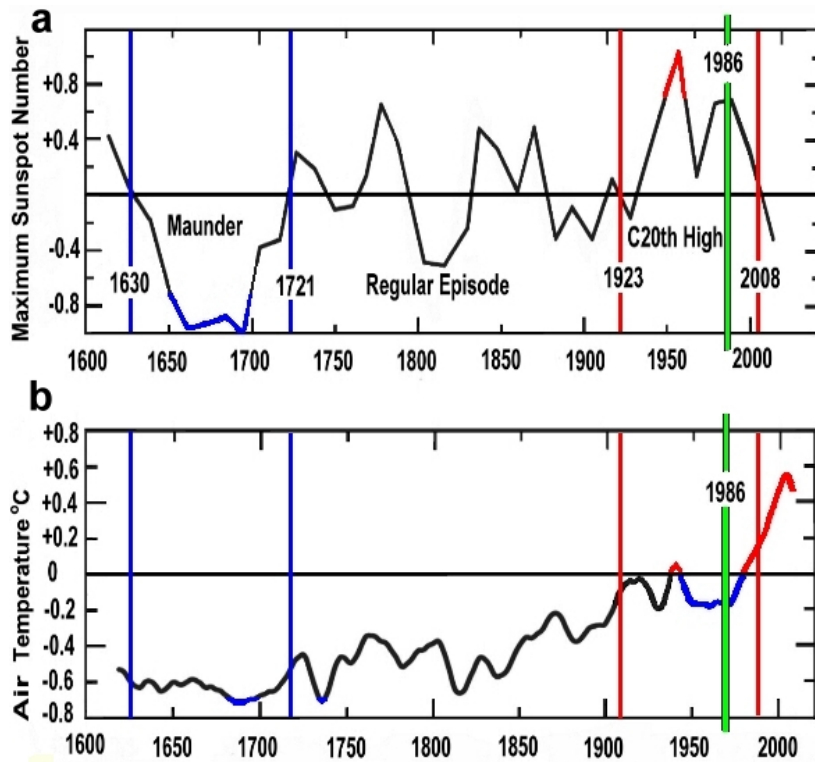 a
Maximum Sunspot Number
+0.8
+0.4
0
-0.4
-0.8
1986
Maunder
C20th High
1630
1721
Regular Episode
1923
2008
1600 1650 1700 1750 1800 1850 1900 1950 2000
b
Air Temperature °C
+0.8
+0.6
+0.4
+0.2
0
-0.2
-0.4
-0.6
-0.8
1986
1600 1650 1700 1750 1800 1850 1900 1950 2000